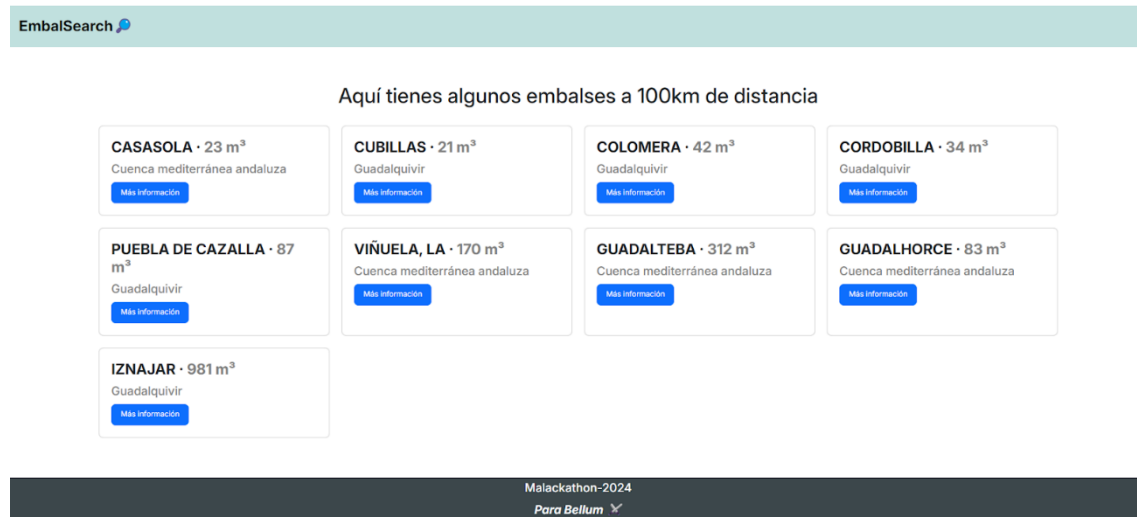 EmbalSearch
Aquí tienes algunos embalses a 100km de distancia
CASASOLA · 23 m³
Cuenca mediterránea andaluza
Más información
CUBILLAS · 21 m³
Guadalquivir
Más información
COLOMERA · 42 m³
Guadalquivir
Más información
CORDOBILLA · 34 m³
Guadalquivir
Más información
PUEBLA DE CAZALLA · 87
m³
Guadalquivir
Más información
VIÑUELA, LA · 170 m³
Cuenca mediterránea andaluza
Más información
GUADALTEBA · 312 m³
Cuenca mediterránea andaluza
Más información
GUADALHORCE · 83 m³
Cuenca mediterránea andaluza
Más información
IZNAJAR · 981 m³
Guadalquivir
Más información
Malackathon-2024
Para Bellum